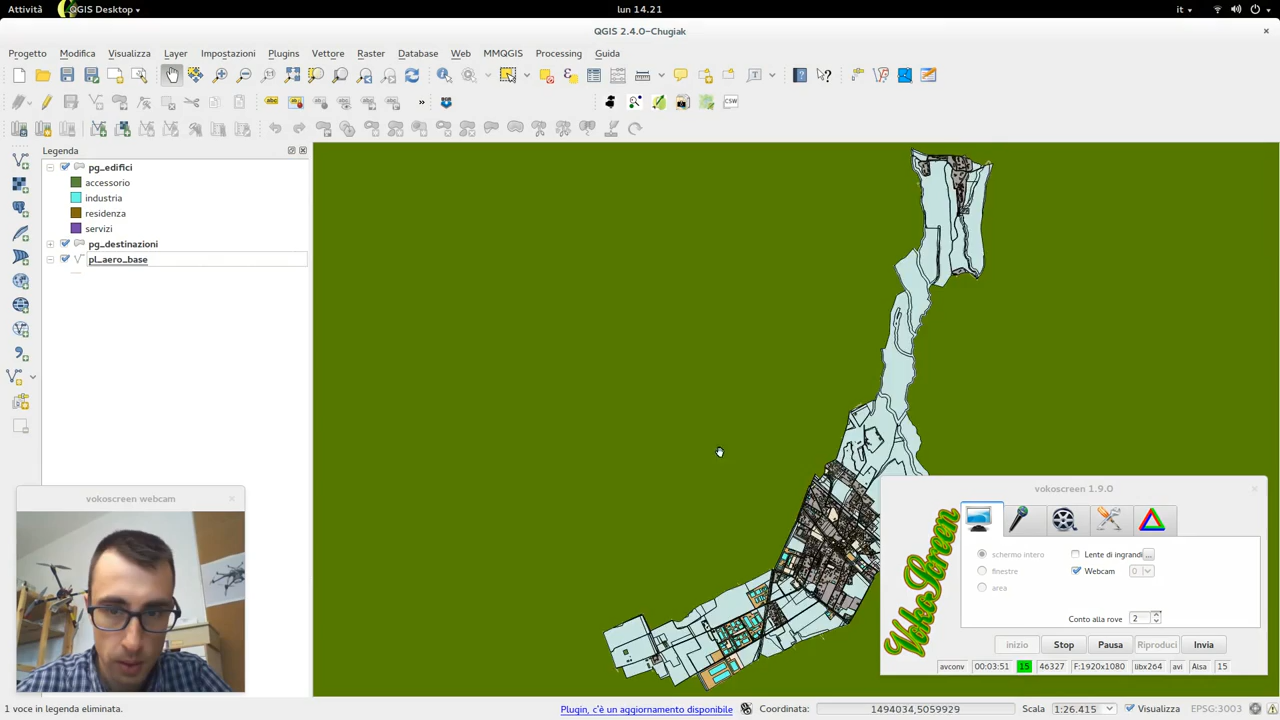 Attività
QGIS Desktop
lun 14.21
it
QGIS 2.4.0-Chugiak
Progetto Modifica Visualizza Layer Impostazioni Plugins Vettore Raster Database Web MMQGIS Processing Guida
CSW
Legenda
pg_edifici
accessorio
industria
residenza
servizi
pg_destinazioni
pl_aero_base
vokoscreen webcam
vokoscreen 1.9.0
VokoScreen
schermo intero
Lente di ingrandi
...
finestre
Webcam
0
area
Conto alla rove
2
inizio Stop Pausa Riproduci Invia
avconv 00:03:51 15 46327 F:1920x1080 libx264 avi Alsa 15
1 voce in legenda eliminata.
Plugin, c'è un aggiornamento disponibile
Coordinata: 1494034,5059929
Scala 1:26.415
Visualizza
EPSG:3003